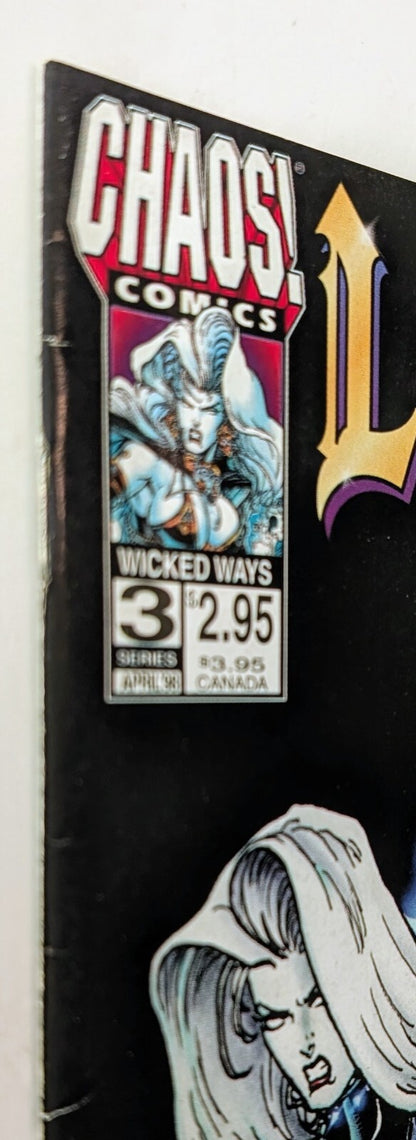 CHAOS!®
COMICS
L
WICKED WAYS
3 $2.95
SERIES $3.95
APRIL 98 CANADA